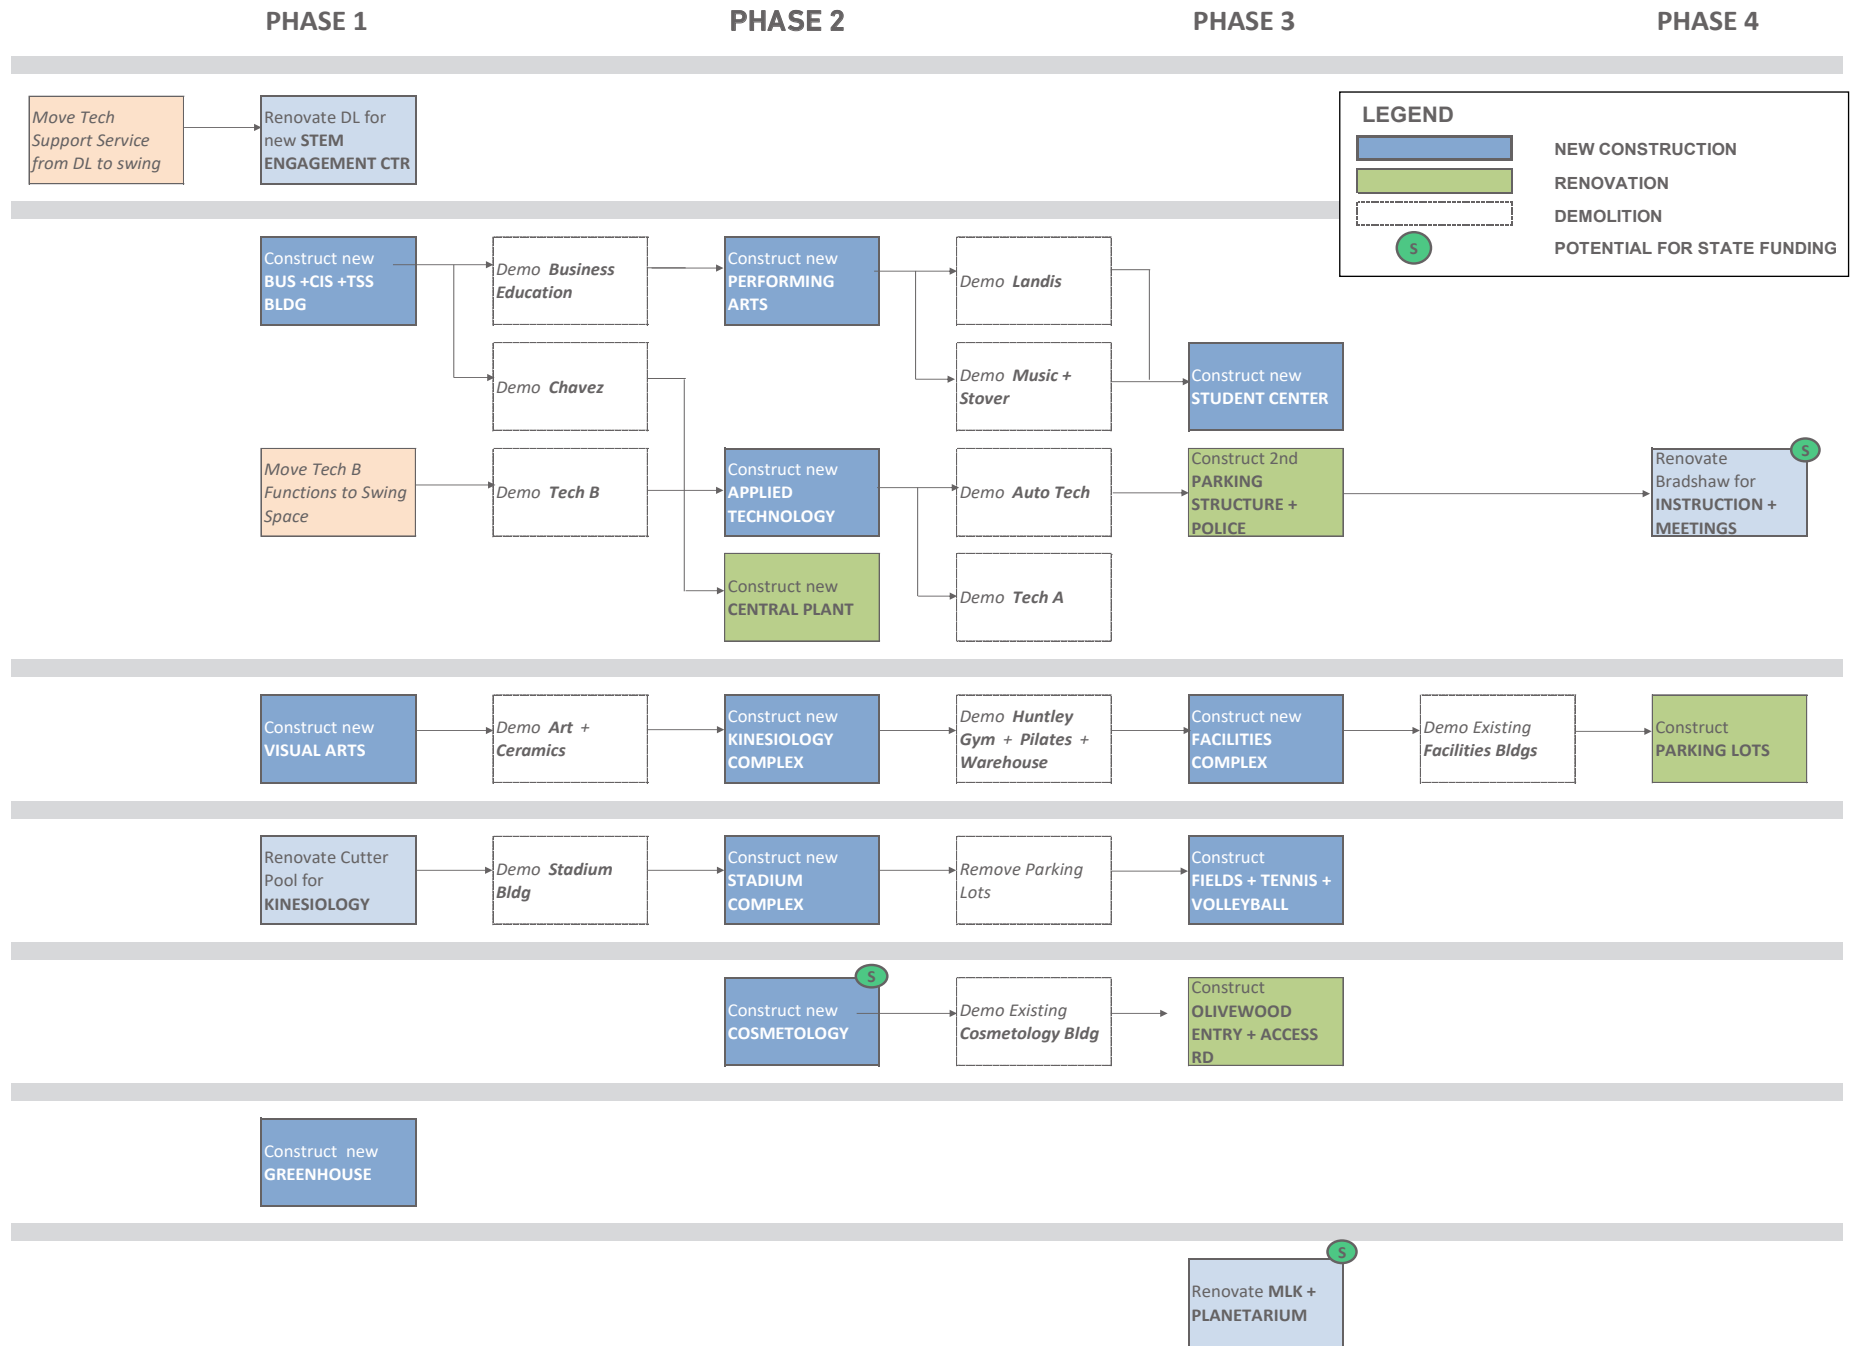 PHASE 1
PHASE 2
PHASE 3
PHASE 4
Move Tech
Support Service
from DL to swing
Renovate DL for
new STEM
ENGAGEMENT CTR
LEGEND
NEW CONSTRUCTION
RENOVATION
DEMOLITION
S
POTENTIAL FOR STATE FUNDING
Construct new
BUS +CIS +TSS
BLDG
Demo Business
Education
Construct new
PERFORMING
ARTS
Demo Landis
Demo Chavez
Demo Music +
Stover
Construct new
STUDENT CENTER
Move Tech B
Functions to Swing
Space
Demo Tech B
Construct new
APPLIED
TECHNOLOGY
Demo Auto Tech
Construct 2nd
PARKING
STRUCTURE +
POLICE
S
Renovate
Bradshaw for
INSTRUCTION +
MEETINGS
Construct new
CENTRAL PLANT
Demo Tech A
Construct new
VISUAL ARTS
Demo Art +
Ceramics
Construct new
KINESIOLOGY
COMPLEX
Demo Huntley
Gym + Pilates +
Warehouse
Construct new
FACILITIES
COMPLEX
Demo Existing
Facilities Bldgs
Construct
PARKING LOTS
Renovate Cutter
Pool for
KINESIOLOGY
Demo Stadium
Bldg
Construct new
STADIUM
COMPLEX
Remove Parking
Lots
Construct
FIELDS + TENNIS +
VOLLEYBALL
S
Construct new
COSMETOLOGY
Demo Existing
Cosmetology Bldg
Construct
OLIVEWOOD
ENTRY + ACCESS
RD
Construct new
GREENHOUSE
S
Renovate MLK +
PLANETARIUM